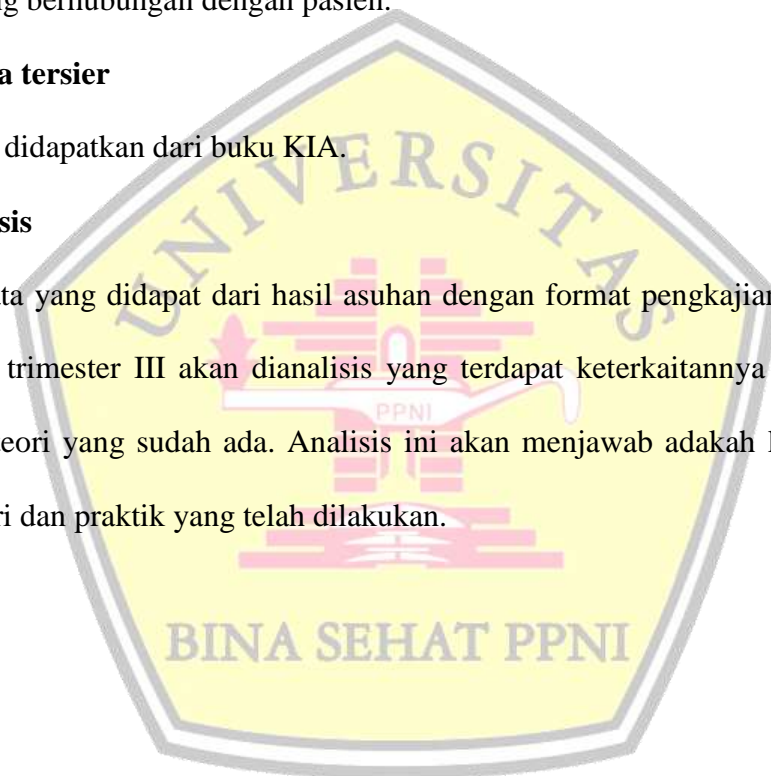 ng berhubungan dengan pasien.
a tersier
didapatkan dari buku KIA.
sis
ta yang didapat dari hasil asuhan dengan format pengkajian
trimester III akan dianalisis yang terdapat keterkaitannya
eori yang sudah ada. Analisis ini akan menjawab adakah
ri dan praktik yang telah dilakukan.
UNIVERSITAS
PPNI
BINA SEHAT PPNI